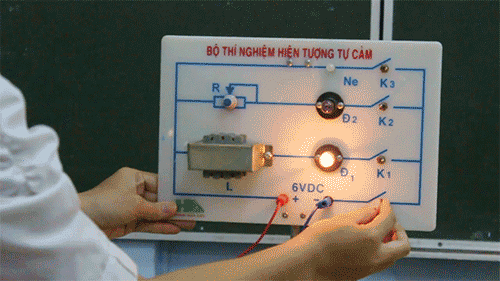 BỘ THÍ NGHIỆM HIỆN TƯỢNG TỰ CẢM
Ne K3
R
Đ2 K2
L Đ1 K1
6VDC
+ −